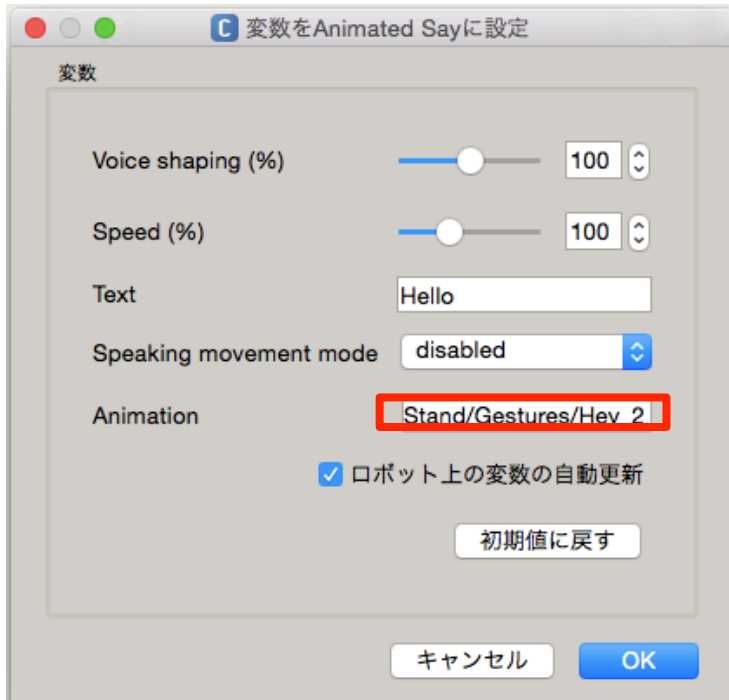 変数をAnimated Sayに設定
変数
Voice shaping (%) 100
Speed (%) 100
Text Hello
Speaking movement mode disabled
Animation Stand/Gestures/Hey_2
ロボット上の変数の自動更新
初期値に戻す
キャンセル OK